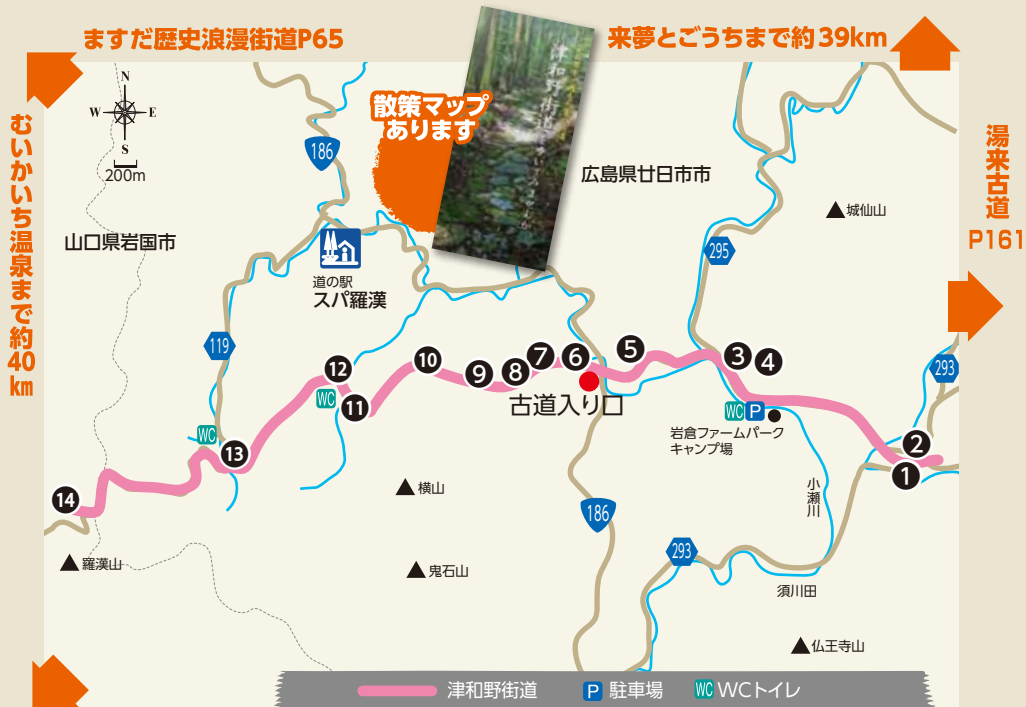 ますだ歴史浪漫街道P65
来夢とごうちまで約39km
むいかいち温泉まで約40km
湯来古道
P161
N
W
E
S
200m
散策マップ
あります
津和野街道
広島県廿日市市
山口県岩国市
186
295
城仙山
道の駅
スパ羅漢
119
293
12
10
9
8
7
6
5
3
4
WC
11
古道入り口
WC
P
岩倉ファームパーク
キャンプ場
2
1
WC
13
14
横山
小瀬川
186
293
羅漢山
鬼石山
須川田
仏王寺山
津和野街道
P
駐車場
WC
WCトイレ